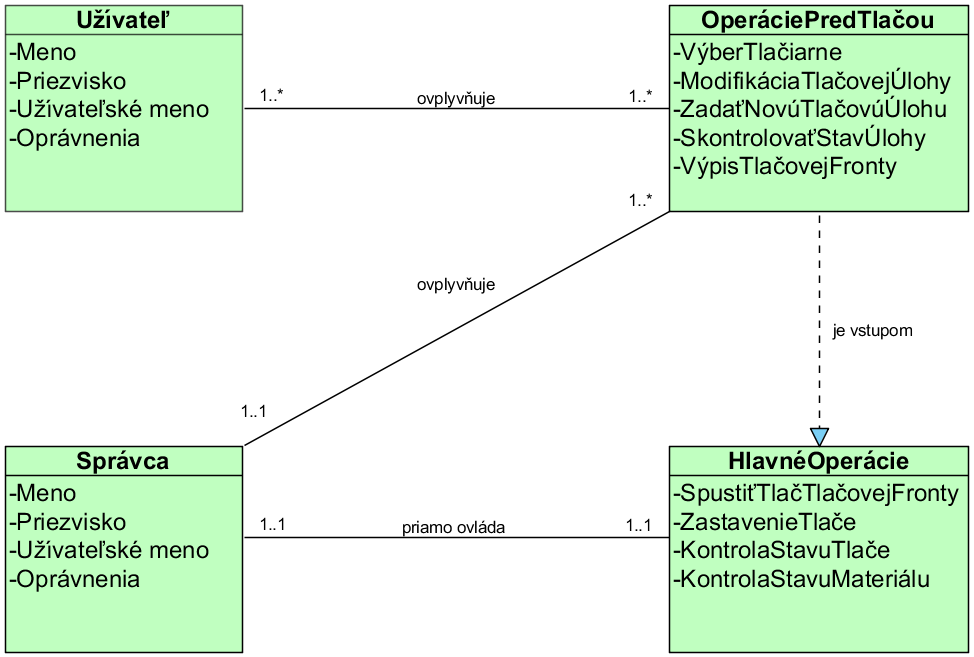 Užívateľ
-Meno
-Priezvisko
-Užívateľské meno
-Oprávnenia
1..*
ovplyvňuje
1..*
OperáciePredTlačou
-VýberTlačiarne
-ModifikáciaTlačovejÚlohy
-ZadaťNovúTlačovúÚlohu
-SkontrolovaťStavÚlohy
-VýpisTlačovejFronty
1..*
ovplyvňuje
1..1
je vstupom
Správca
-Meno
-Priezvisko
-Užívateľské meno
-Oprávnenia
1..1
priamo ovláda
1..1
HlavnéOperácie
-SpustiťTlačTlačovejFronty
-ZastavenieTlače
-KontrolaStavuTlače
-KontrolaStavuMateriálu